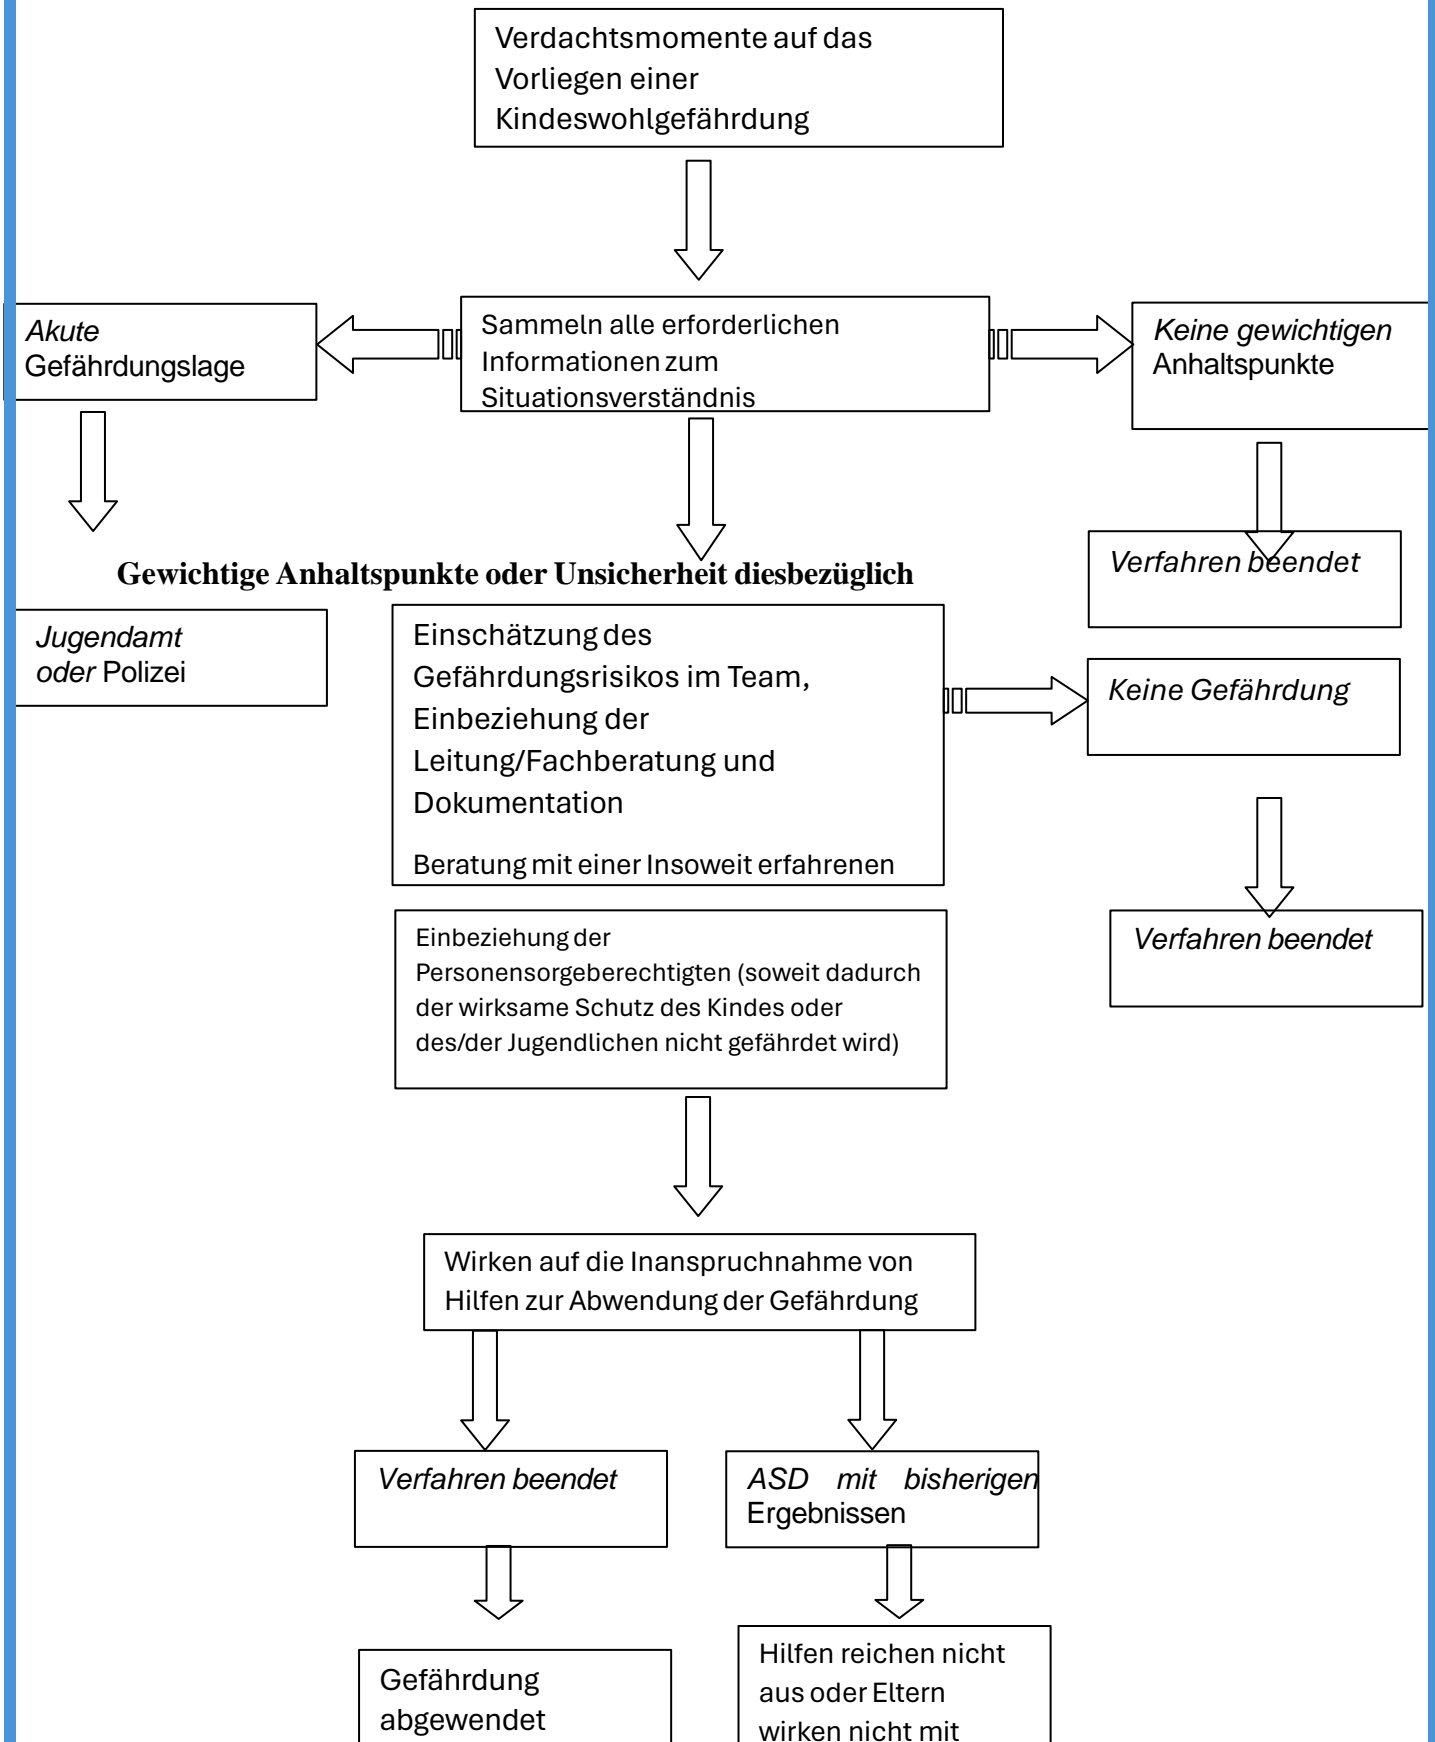 Verdachtsmomente auf das
Vorliegen einer
Kindeswohlgefährdung
Akute
Gefährdungslage
Sammeln alle erforderlichen
Informationen zum
Situationsverständnis
Keine gewichtigen
Anhaltspunkte
Gewichtige Anhaltspunkte oder Unsicherheit diesbezüglich
Verfahren beendet
Jugendamt
oder Polizei
Einschätzung des
Gefährdungsrisikos im Team,
Einbeziehung der
Leitung/Fachberatung und
Dokumentation
Beratung mit einer Insoweit erfahrenen
Keine Gefährdung
Verfahren beendet
Einbeziehung der
Personensorgeberechtigten (soweit dadurch
der wirksame Schutz des Kindes oder
des/der Jugendlichen nicht gefährdet wird)
Wirken auf die Inanspruchnahme von
Hilfen zur Abwendung der Gefährdung
Verfahren beendet
ASD mit bisherigen
Ergebnissen
Gefährdung
abgewendet
Hilfen reichen nicht
aus oder Eltern
wirken nicht mit